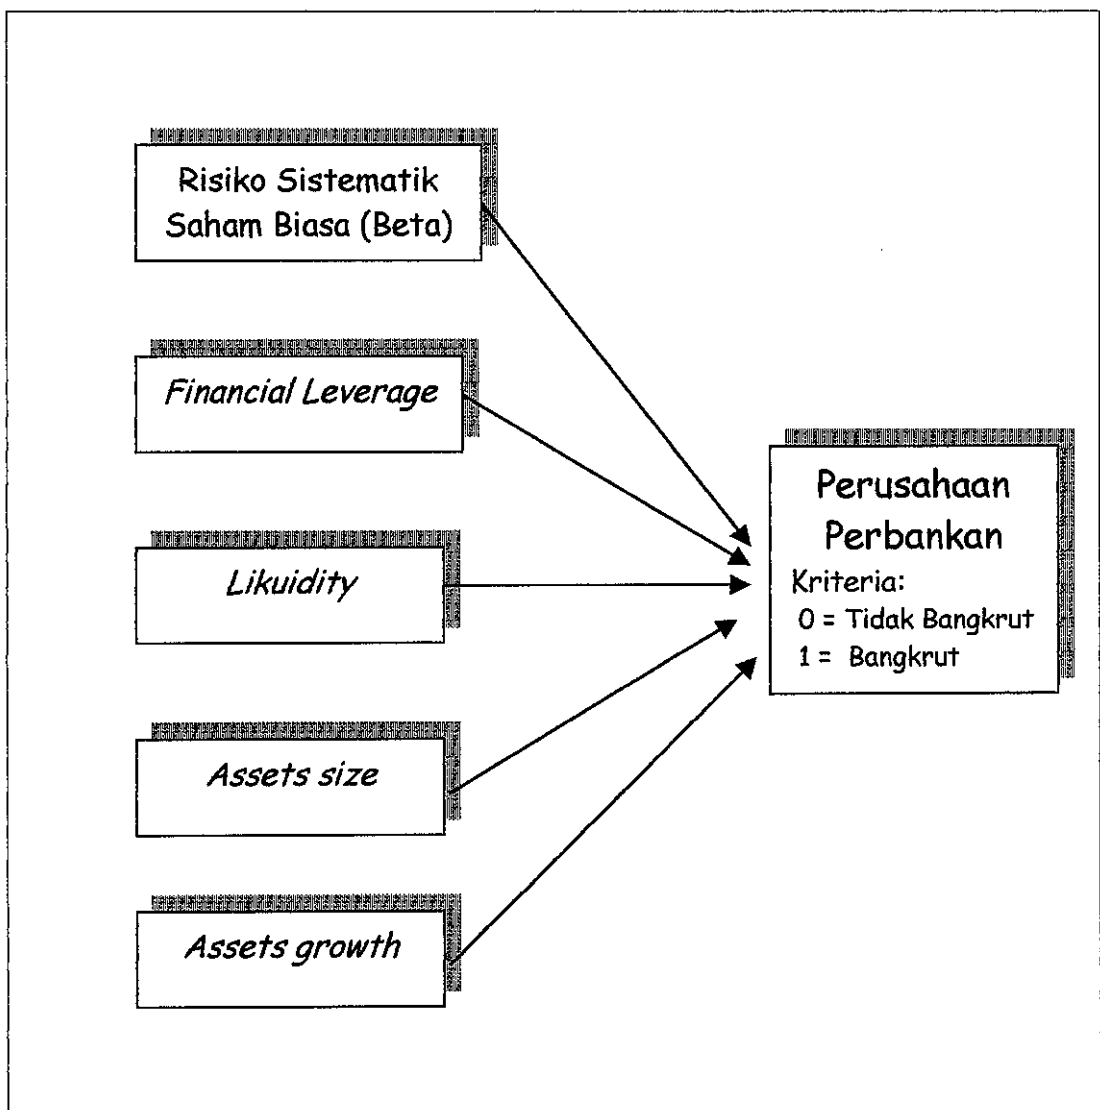 Risiko Sistematik
Saham Biasa (Beta)
Financial Leverage
Likuidity
Assets size
Assets growth
Perusahaan
Perbankan
Kriteria:
0 = Tidak Bangkrut
1 = Bangkrut